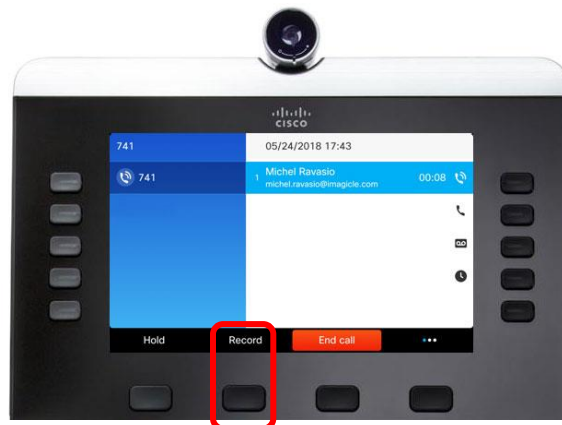 CISCO
741
05/24/2018 17:43
741
1 Michel Ravasio
michel.ravasio@imagicle.com
00:08
Hold
Record
End call